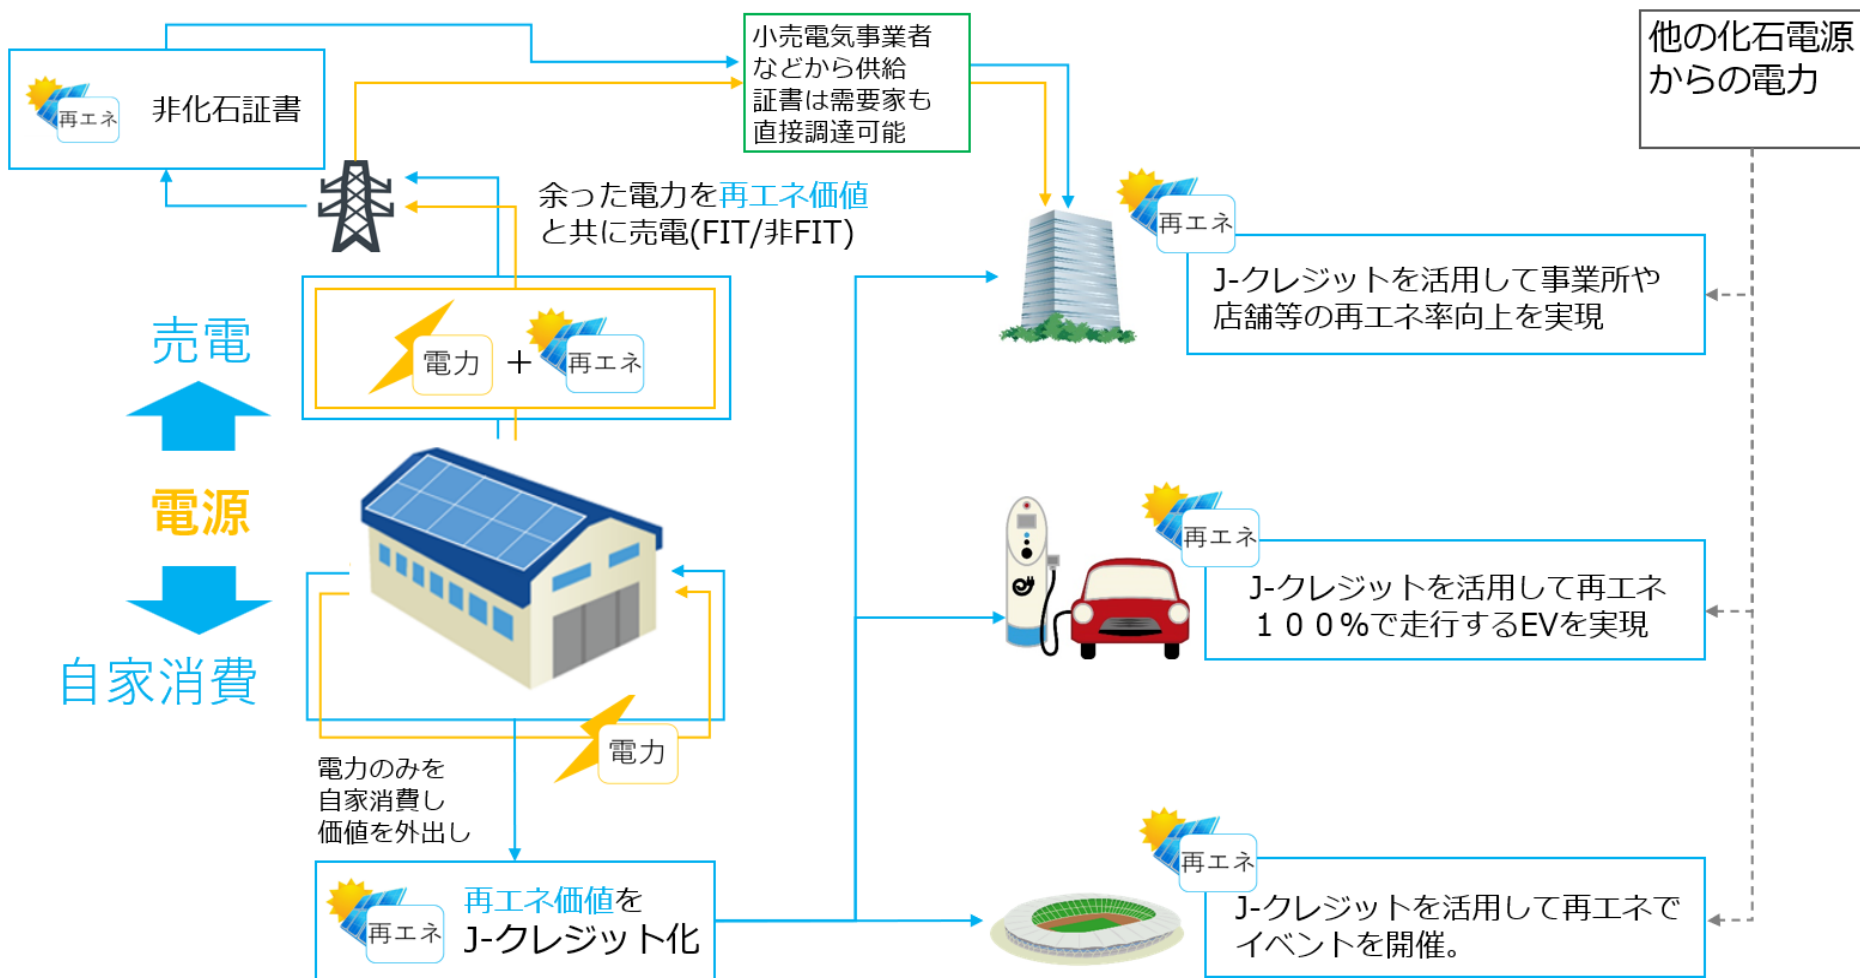 再エネ
非化石証書
小売電気事業者
などから供給
証書は需要家も
直接調達可能
他の化石電源
からの電力
余った電力を再エネ価値
と共に売電(FIT/非FIT)
再エネ
J-クレジットを活用して事業所や
店舗等の再エネ率向上を実現
売電
電力
+
再エネ
電源
自家消費
再エネ
J-クレジットを活用して再エネ
１００%で走行するEVを実現
電力
電力のみを
自家消費し
価値を外出し
再エネ
再エネ価値を
J-クレジット化
再エネ
J-クレジットを活用して再エネで
イベントを開催。